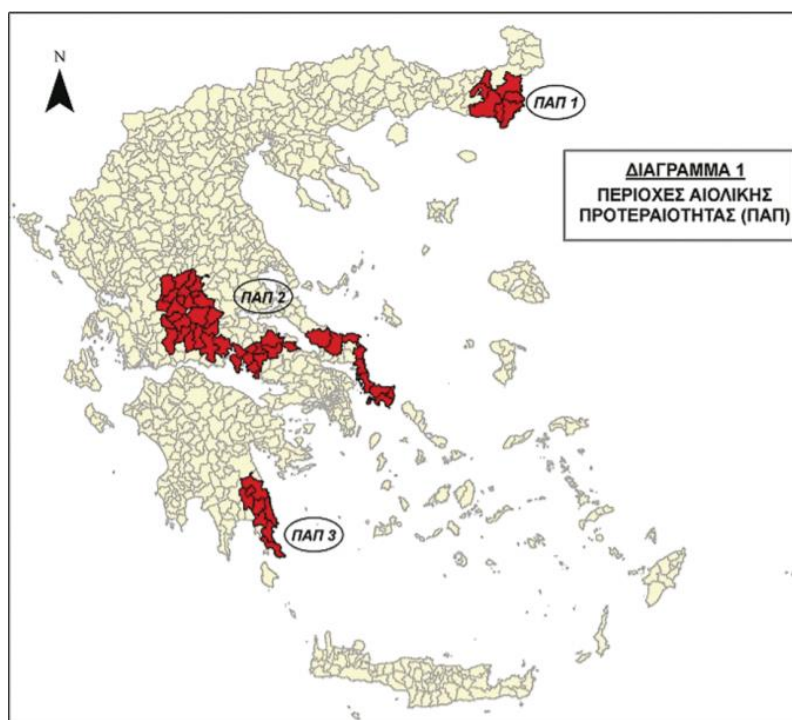 N
ΠΑΠ 1
ΔΙΑΓΡΑΜΜΑ 1
ΠΕΡΙΟΧΕΣ ΑΙΟΛΙΚΗΣ
ΠΡΟΤΕΡΑΙΟΤΗΤΑΣ (ΠΑΠ)
ΠΑΠ 2
ΠΑΠ 3